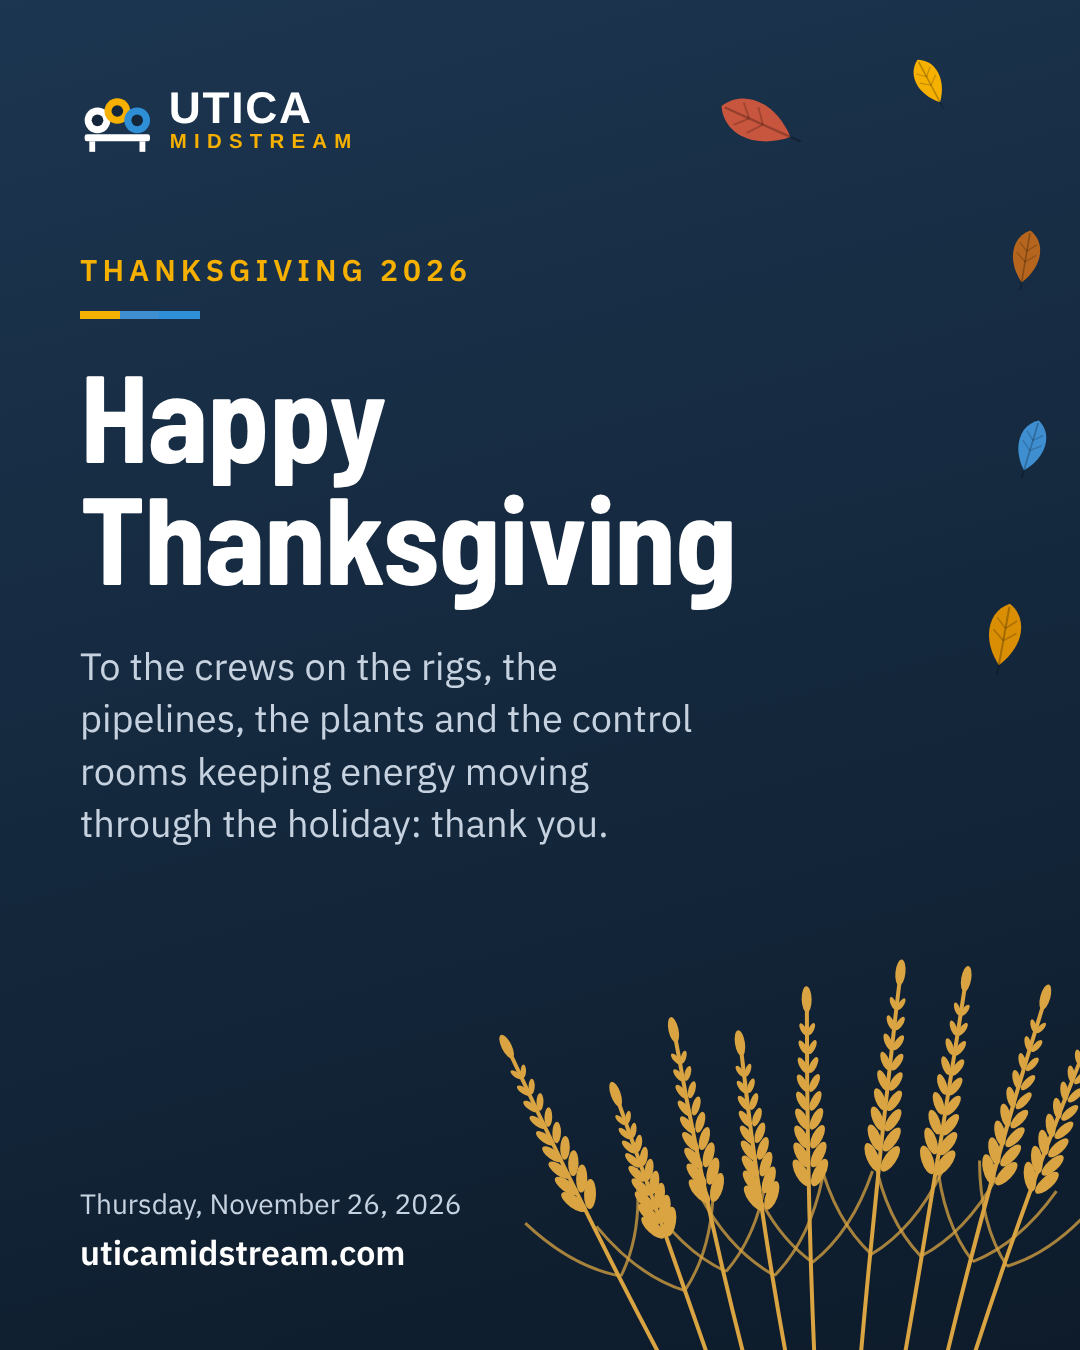 UTICA
MIDSTREAM
THANKSGIVING 2026
Happy
Thanksgiving
To the crews on the rigs, the
pipelines, the plants and the control
rooms keeping energy moving
through the holiday: thank you.
Thursday, November 26, 2026
uticamidstream.com